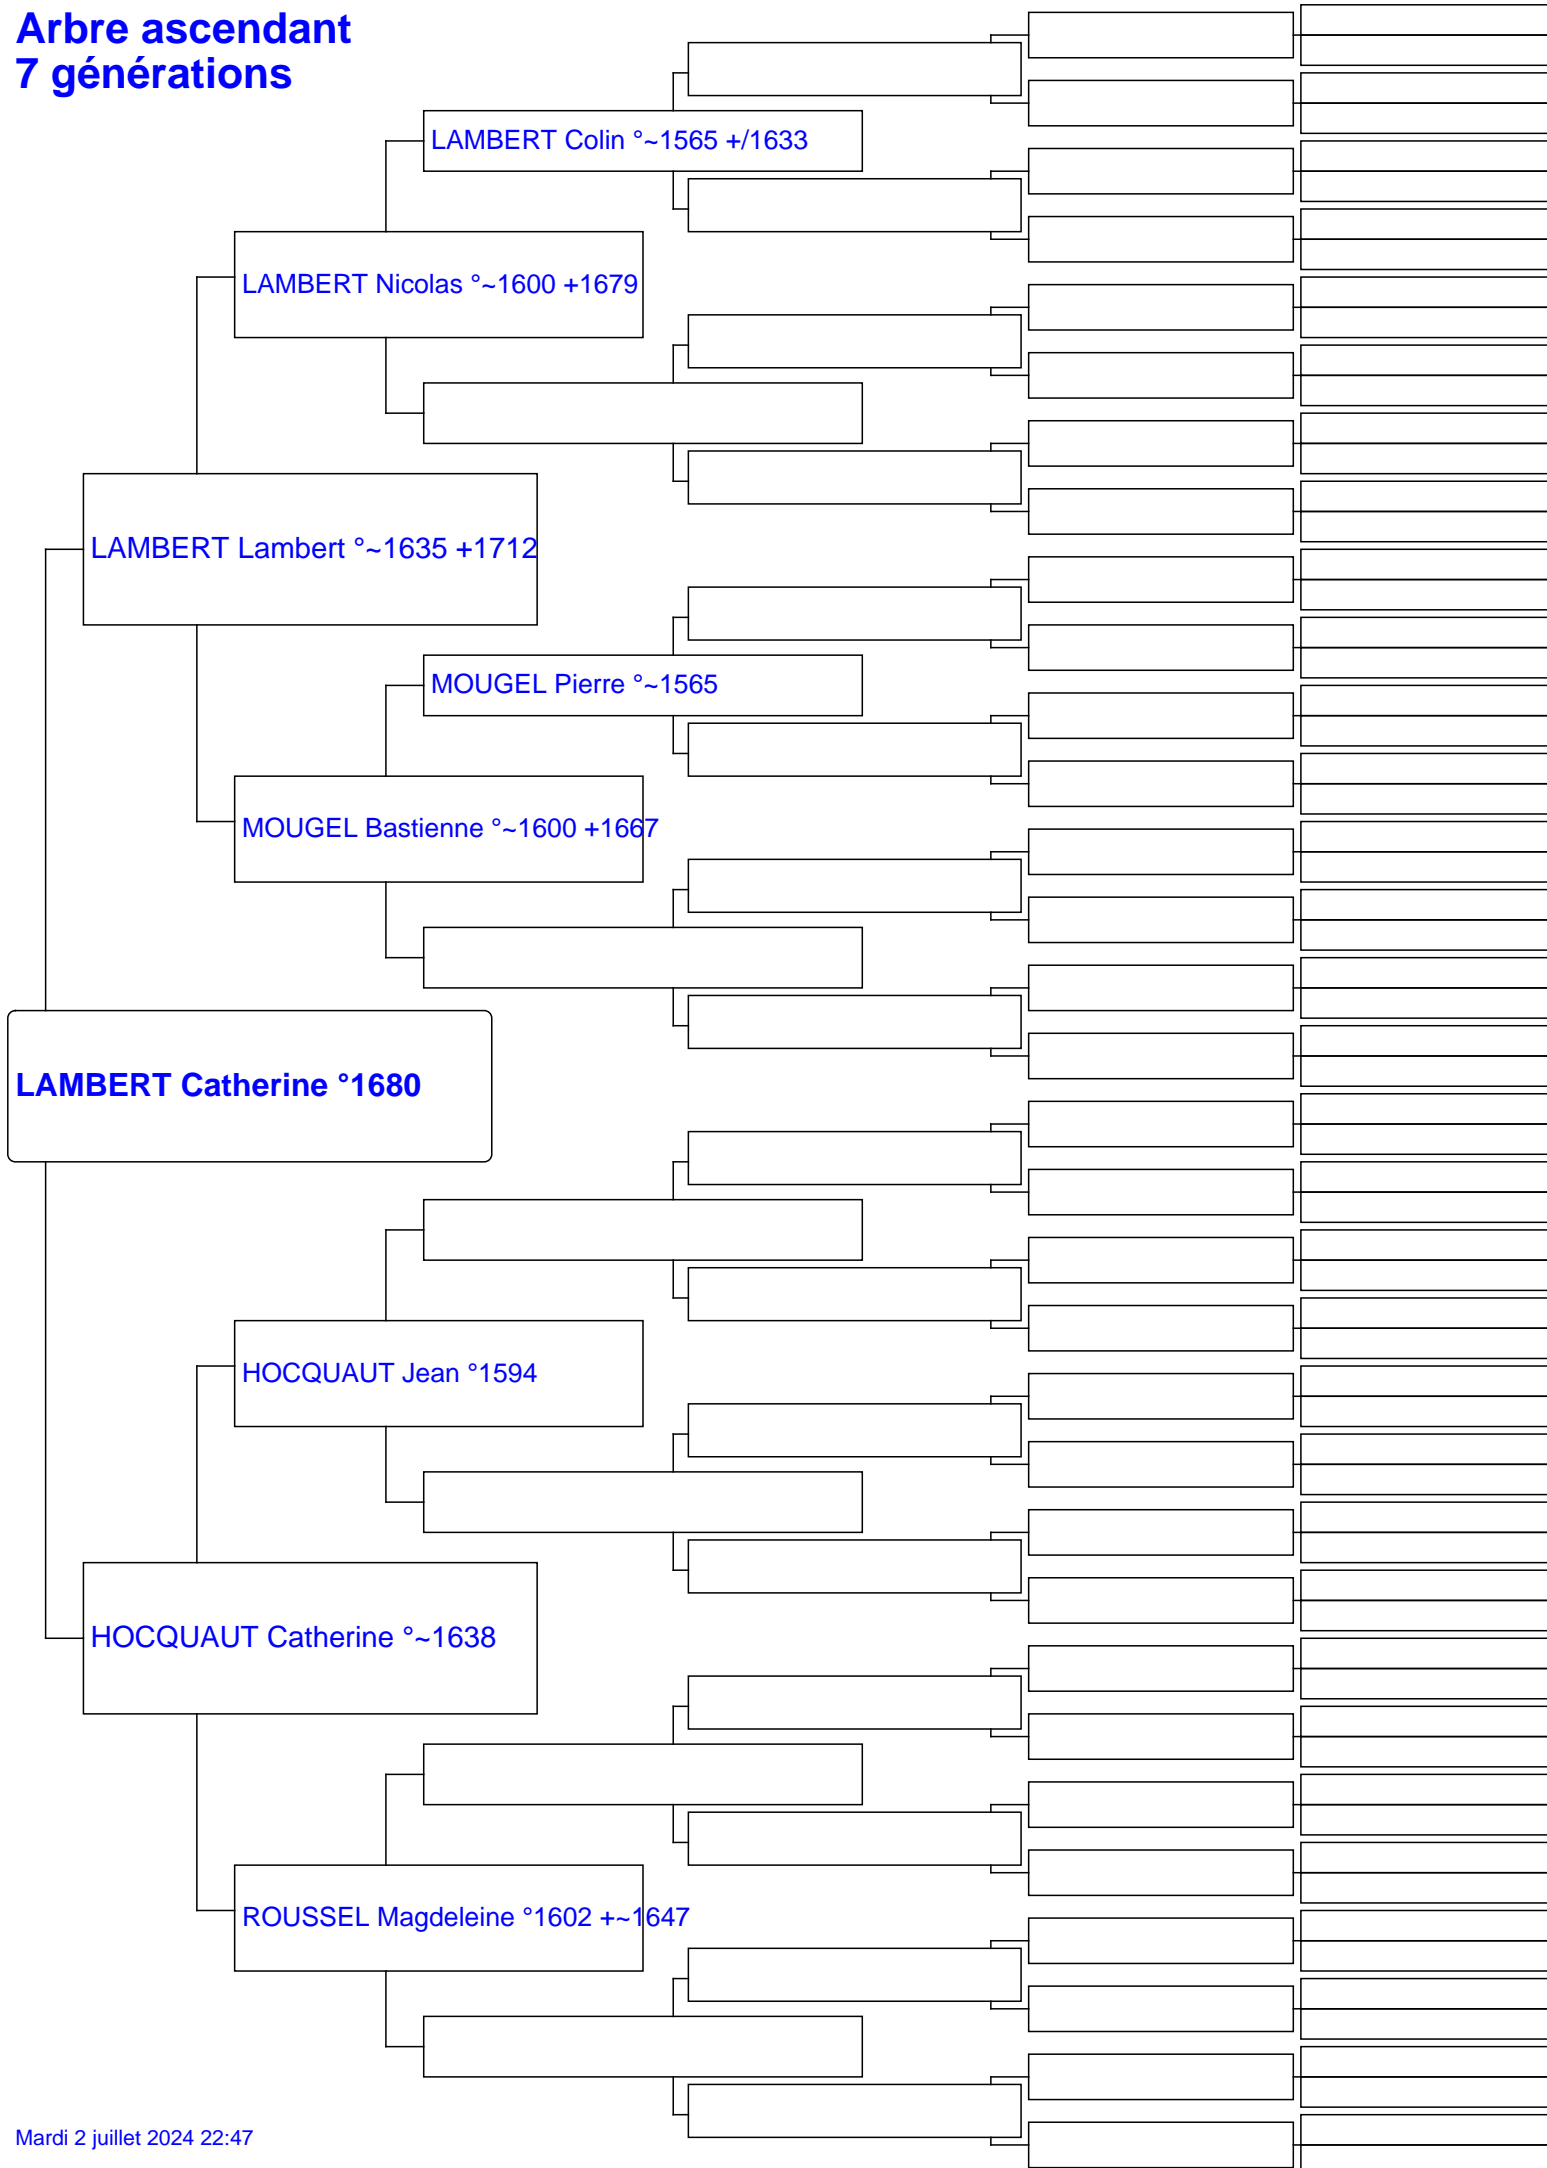 Arbre ascendant
7 générations
LAMBERT Colin °~1565 +/1633
LAMBERT Nicolas °~1600 +1679
LAMBERT Lambert °~1635 +1712
MOUGEL Pierre °~1565
MOUGEL Bastienne °~1600 +1667
LAMBERT Catherine °1680
HOCQUAUT Jean °1594
HOCQUAUT Catherine °~1638
ROUSSEL Magdeleine °1602 +~1647
Mardi 2 juillet 2024 22:47